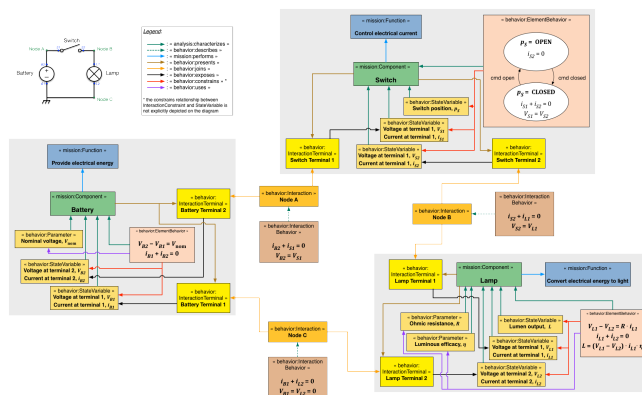 Switch
Node A
Node B
Battery
Lamp
Node C
Legend:
: « analysis:characterizes »
: « behavior:describes »
: « mission:performs »
: « behavior:presents »
: « behavior:joins »
: « behavior:exposes »
: « behavior:constrains » *
: « behavior:uses »
* the constrains relationship between
InteractionConstraint and StateVariable is
not explicitly depicted on the diagram
« mission:Function »
Control electrical current
« mission:Component »
Switch
« behavior:StateVariable »
Switch position, pₛ
« behavior:StateVariable »
Voltage at terminal 1, V_S1
Current at terminal 1, i_S1
« behavior:StateVariable »
Voltage at terminal 1, V_S2
Current at terminal 1, i_S2
« behavior:
InteractionTerminal »
Switch Terminal 1
« behavior:
InteractionTerminal »
Switch Terminal 2
« behavior:ElementBehavior »
pₛ = OPEN
i_S2 = 0
cmd open
cmd closed
pₛ = CLOSED
i_S1 + i_S2 = 0
V_S1 = V_S2
« mission:Function »
Provide electrical energy
« mission:Component »
Battery
« behavior:
InteractionTerminal »
Battery Terminal 2
« behavior:Parameter »
Nominal voltage, V_nom
« behavior:ElementBehavior »
V_B2 − V_B1 = V_nom
i_B1 + i_B2 = 0
« behavior:StateVariable »
Voltage at terminal 2, V_B2
Current at terminal 2, i_B2
« behavior:StateVariable »
Voltage at terminal 1, V_B1
Current at terminal 1, i_B1
« behavior:
InteractionTerminal »
Battery Terminal 1
« behavior:Interaction »
Node A
« behavior:Interaction
Behavior »
i_B2 + i_S1 = 0
V_B2 = V_S1
« behavior:Interaction »
Node B
« behavior:Interaction
Behavior »
i_S2 + i_L1 = 0
V_S2 = V_L1
« behavior:Interaction »
Node C
« behavior:Interaction
Behavior »
i_B1 + i_L2 = 0
V_B1 = V_L2 = 0
« behavior:
InteractionTerminal »
Lamp Terminal 1
« mission:Component »
Lamp
« mission:Function »
Convert electrical energy to light
« behavior:StateVariable »
Lumen output, L
« behavior:Parameter »
Ohmic resistance, R
« behavior:Parameter »
Luminous efficacy, η
« behavior:StateVariable »
Voltage at terminal 1, V_L1
Current at terminal 1, i_L1
« behavior:StateVariable »
Voltage at terminal 2, V_L2
Current at terminal 2, i_L2
« behavior:
InteractionTerminal »
Lamp Terminal 2
« behavior:ElementBehavior »
V_L1 − V_L2 = R · i_L1
i_L1 + i_L2 = 0
L = (V_L1 − V_L2) · i_L1 η